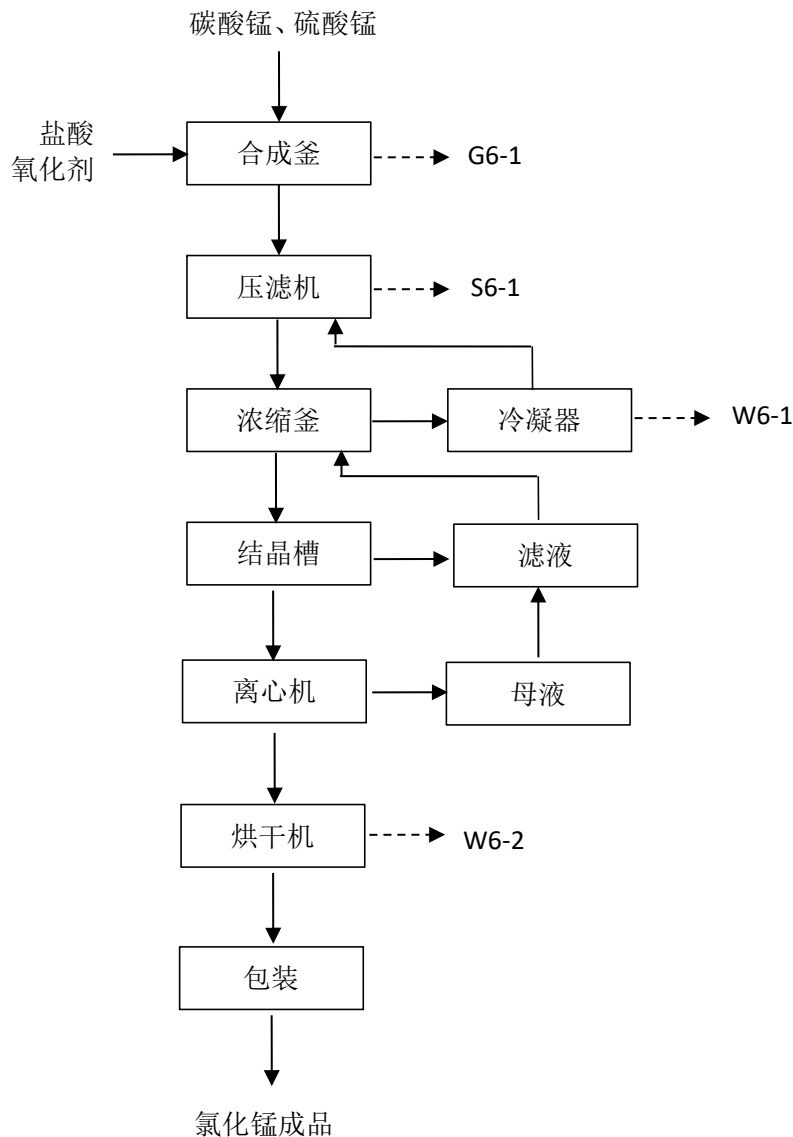 碳酸锰、硫酸锰
盐酸
氧化剂
合成釜
G6-1
压滤机
S6-1
浓缩釜
冷凝器
W6-1
结晶槽
滤液
离心机
母液
烘干机
W6-2
包装
氯化锰成品